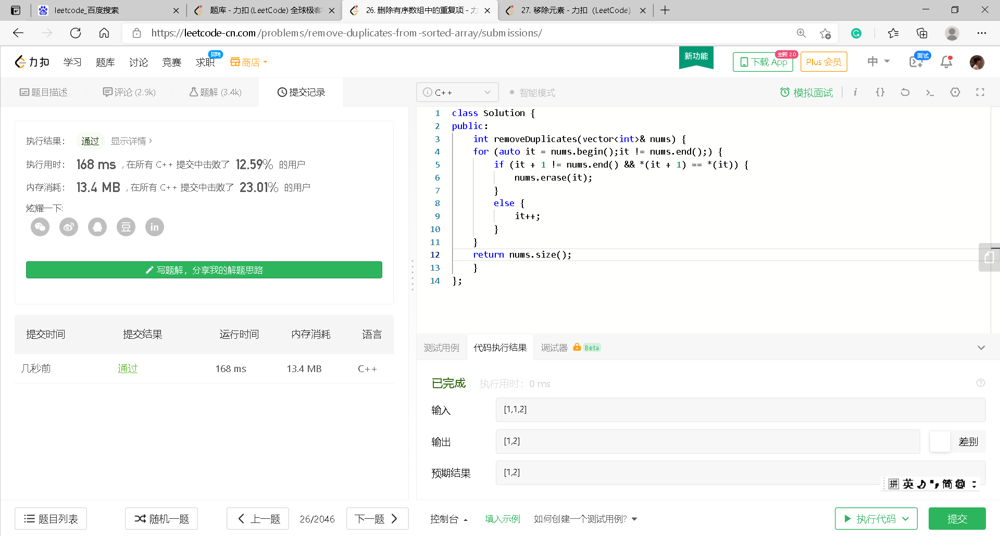 leetcode_百度搜索
题库 - 力扣 (LeetCode) 全球极客
26. 删除有序数组中的重复项 - 力
27. 移除元素 - 力扣 (LeetCode)
https://leetcode-cn.com/problems/remove-duplicates-from-sorted-array/submissions/
力扣 学习 题库 讨论 竞赛 求职 招聘 商店
新功能
下载 App 全新 2.0
Plus 会员
中
面试
题目描述
评论 (2.9k)
题解 (3.4k)
提交记录
i C++
智能模式
模拟面试
i {}
执行结果: 通过 显示详情 >
执行用时: 168 ms , 在所有 C++ 提交中击败了 12.59% 的用户
内存消耗: 13.4 MB , 在所有 C++ 提交中击败了 23.01% 的用户
炫耀一下:
豆 in
写题解, 分享我的解题思路
提交时间 提交结果 运行时间 内存消耗 语言
几秒前 通过 168 ms 13.4 MB C++
1 class Solution {
2 public:
3 int removeDuplicates(vector<int>& nums) {
4 for (auto it = nums.begin();it != nums.end();) {
5 if (it + 1 != nums.end() && *(it + 1) == *(it)) {
6 nums.erase(it);
7 }
8 else {
9 it++;
10 }
11 }
12 return nums.size();
13 }
14 };
测试用例 代码执行结果 调试器 Beta
已完成 执行用时: 0 ms
输入 [1,1,2]
输出 [1,2] 差别
预期结果 [1,2]
拼 英 简
题目列表 随机一题 上一题 26/2046 下一题
控制台 填入示例 如何创建一个测试用例? 执行代码 提交